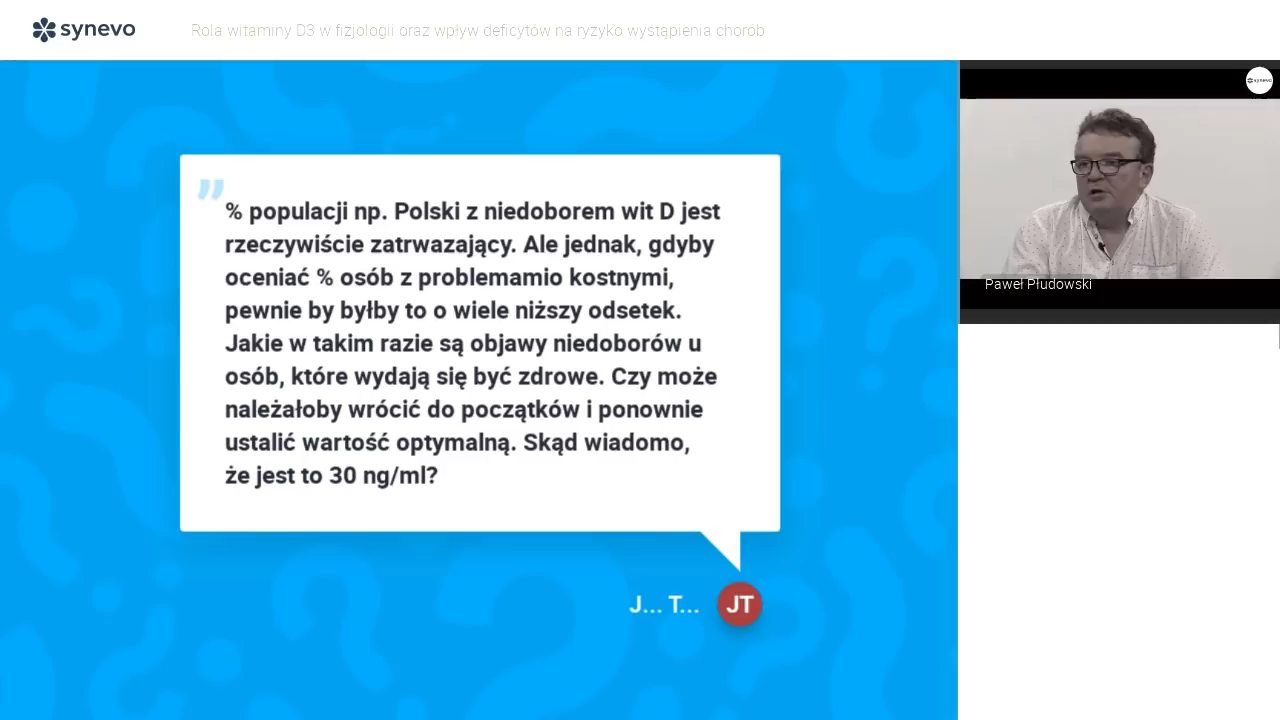 synevo
Rola witaminy D3 w fizjologii oraz wpływ deficytów na ryzyko wystąpienia chorób
% populacji np. Polski z niedoborem wit D jest
rzeczywiście zatrwazający. Ale jednak, gdyby
oceniać % osób z problemamio kostnymi,
pewnie by byłby to o wiele niższy odsetek.
Jakie w takim razie są objawy niedoborów u
osób, które wydają się być zdrowe. Czy może
należałoby wrócić do początków i ponownie
ustalić wartość optymalną. Skąd wiadomo,
że jest to 30 ng/ml?
J... T...
JT
synevo
Paweł Płudowski